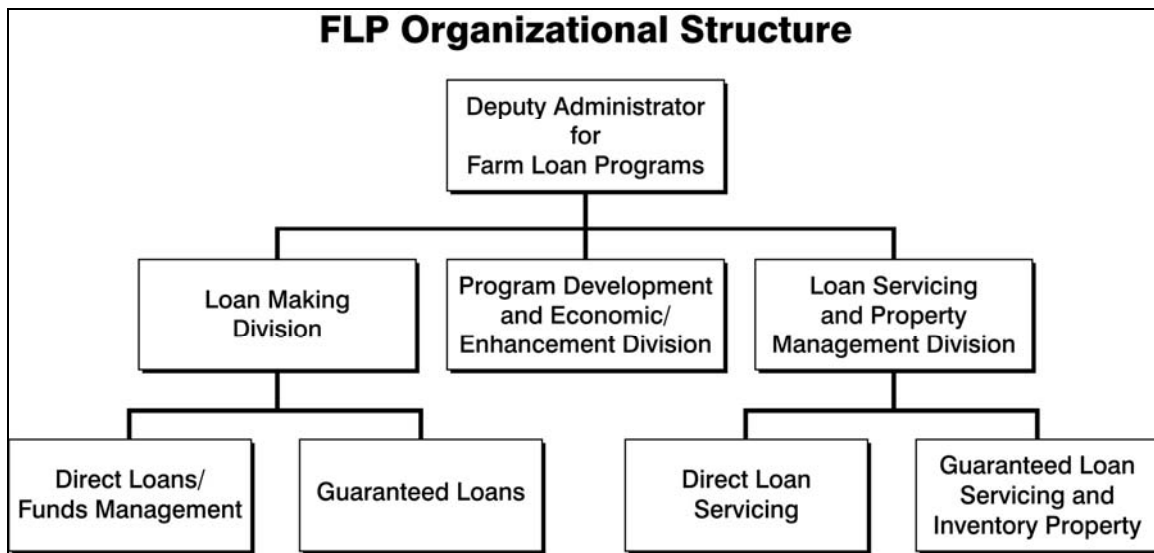 FLP Organizational Structure
Deputy Administrator
for
Farm Loan Programs
Loan Making
Division
Program Development
and Economic/
Enhancement Division
Loan Servicing
and Property
Management Division
Direct Loans/
Funds Management
Guaranteed Loans
Direct Loan
Servicing
Guaranteed Loan
Servicing and
Inventory Property